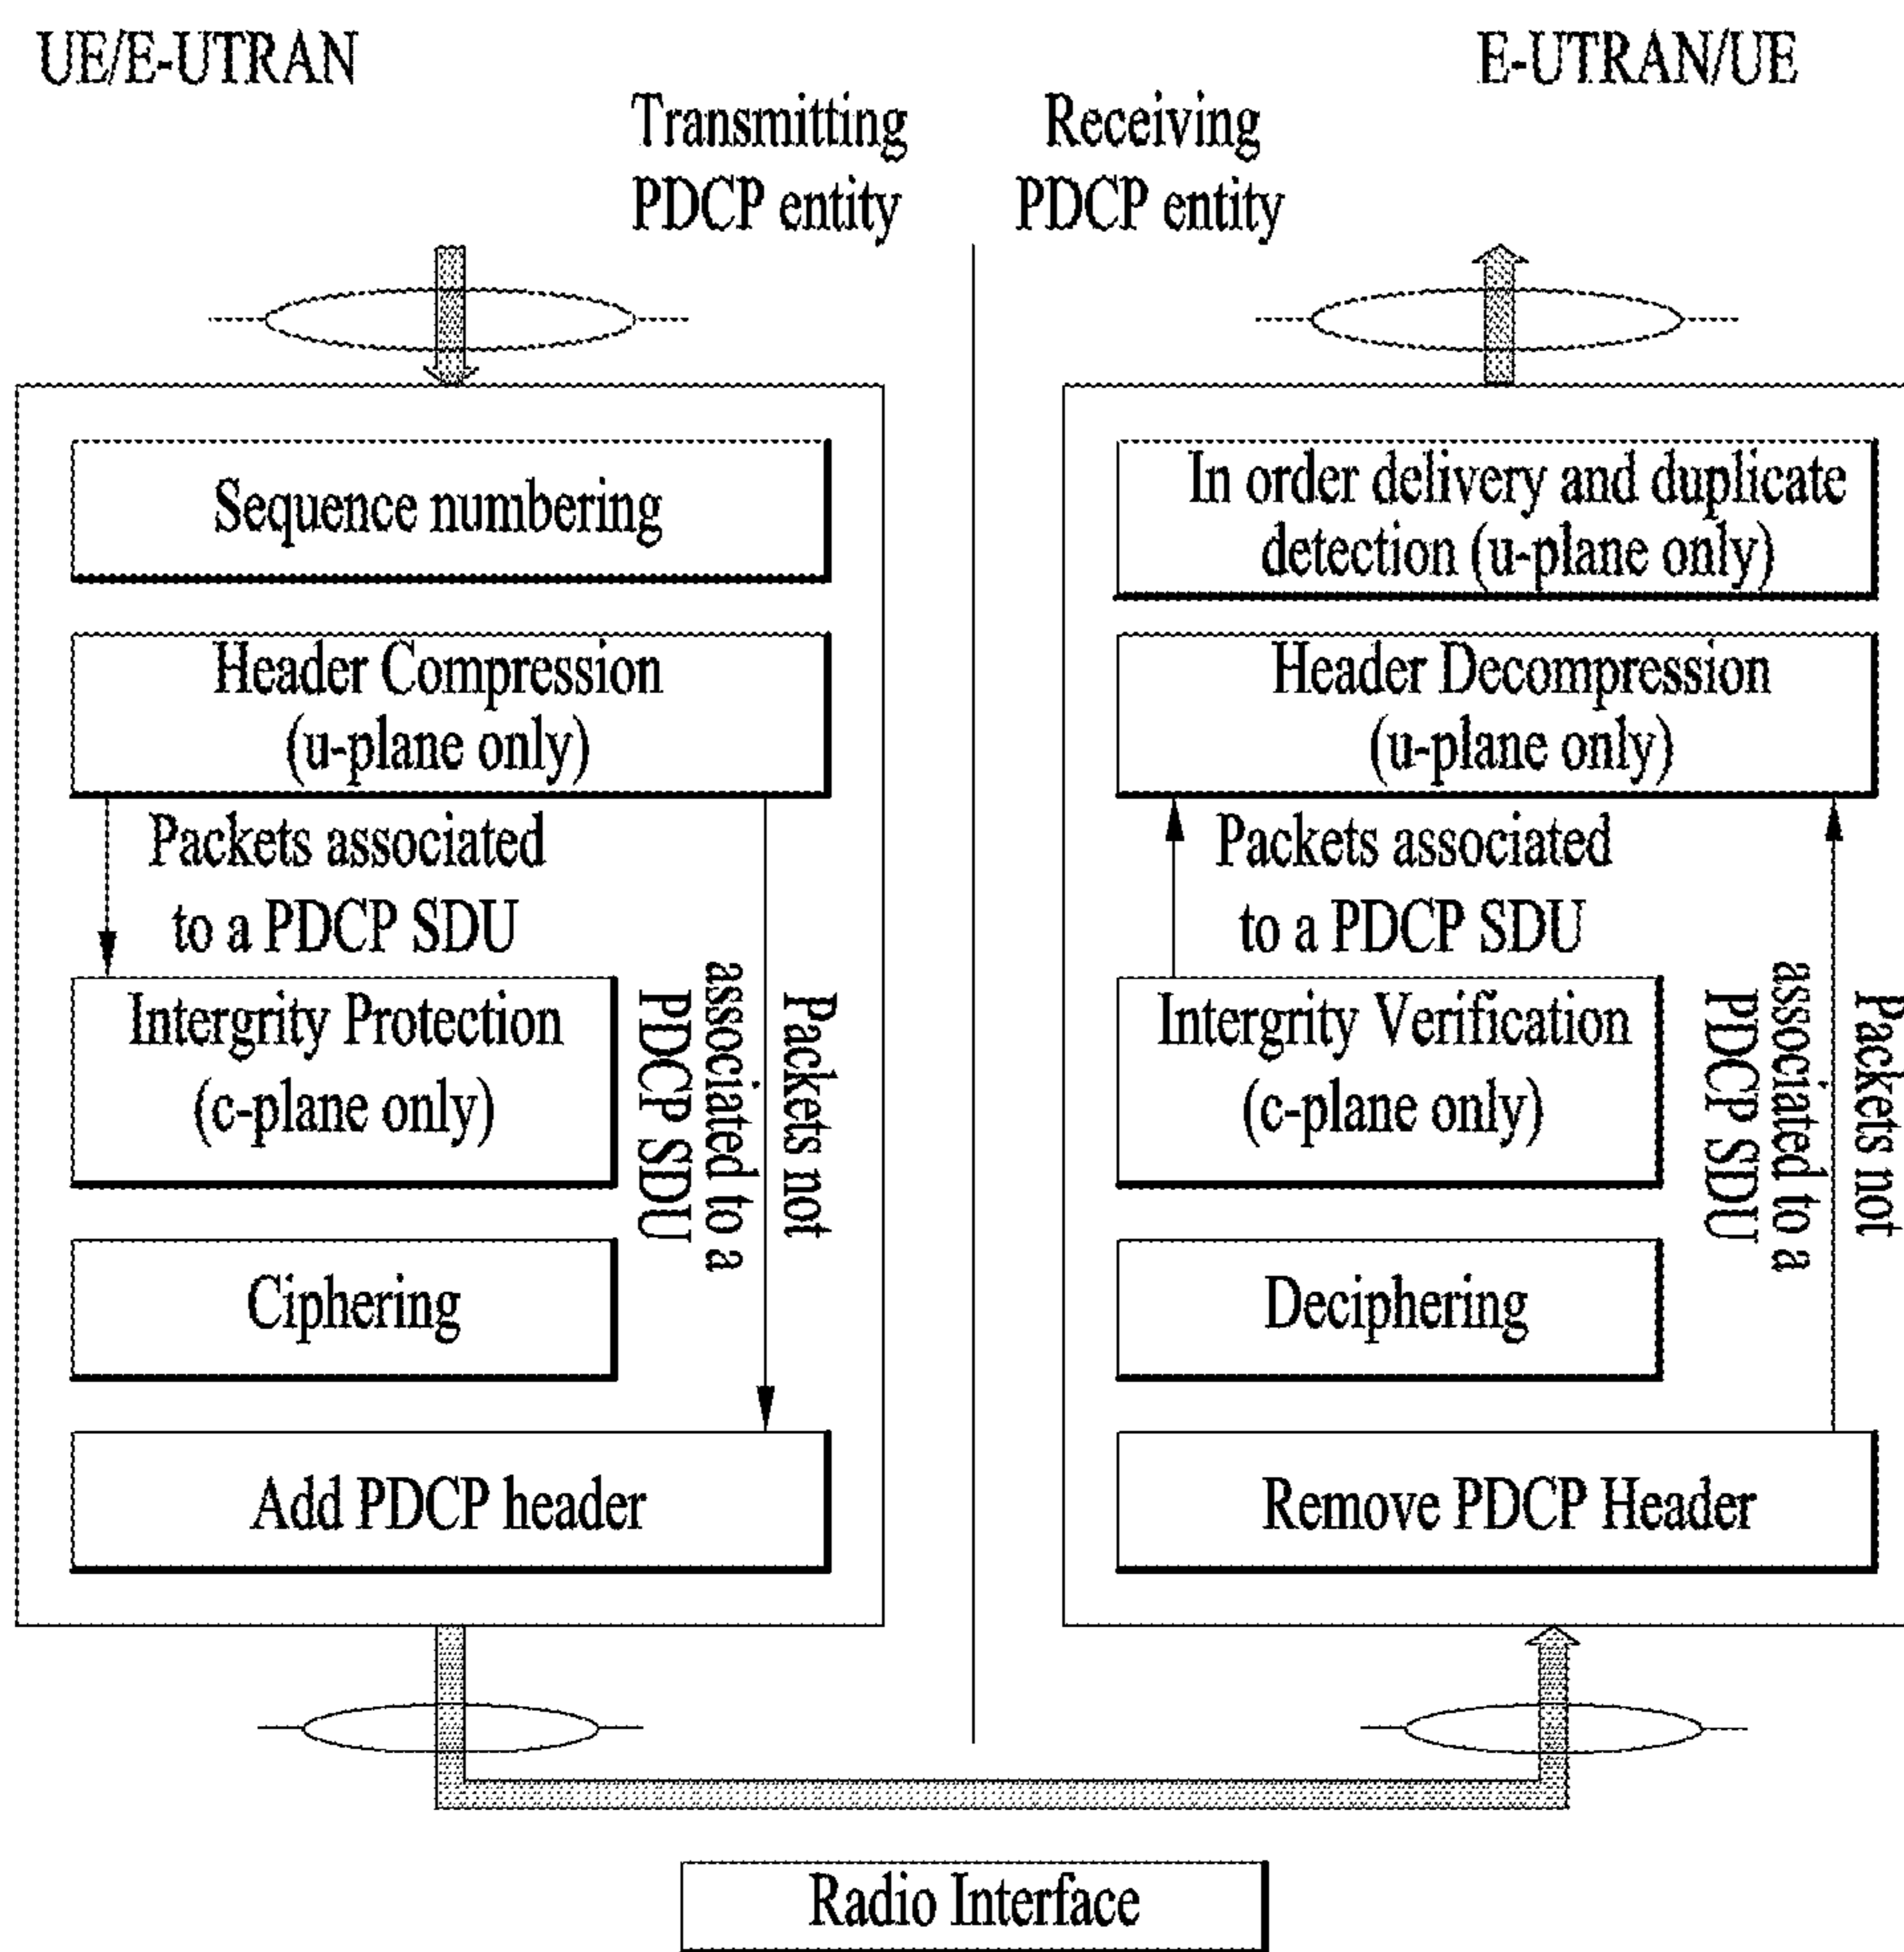 UE/E-UTRAN
E-UTRAN/UE
Transmitting
PDCP entity
Receiving
PDCP entity
Sequence numbering
Header Compression
(u-plane only)
Packets associated
to a PDCP SDU
Intergrity Protection
(c-plane only)
Packets not
associated to a
PDCP SDU
Ciphering
Add PDCP header
In order delivery and duplicate
detection (u-plane only)
Header Decompression
(u-plane only)
Packets associated
to a PDCP SDU
Intergrity Verification
(c-plane only)
Packets not
associated to a
PDCP SDU
Deciphering
Remove PDCP Header
Radio Interface